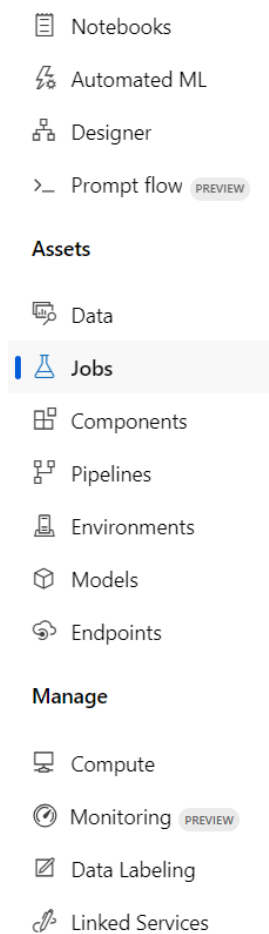 Notebooks
Automated ML
Designer
Prompt flow PREVIEW
Assets
Data
Jobs
Components
Pipelines
Environments
Models
Endpoints
Manage
Compute
Monitoring PREVIEW
Data Labeling
Linked Services